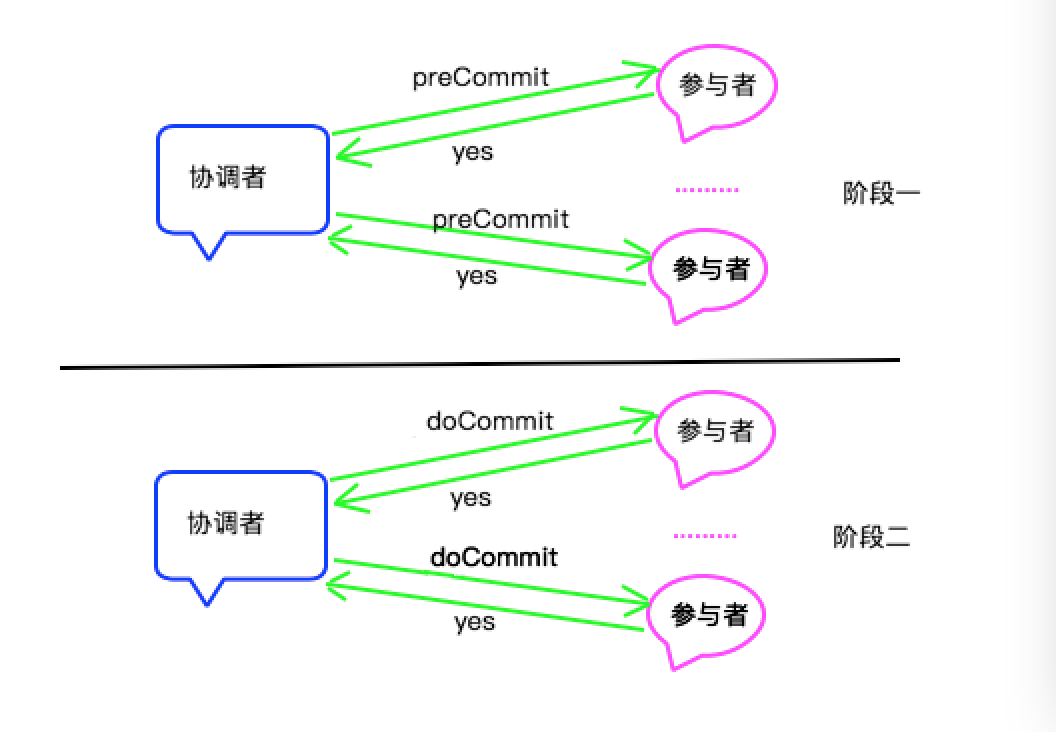 preCommit
参与者
yes
协调者
阶段一
preCommit
参与者
yes
doCommit
参与者
yes
协调者
阶段二
doCommit
参与者
yes